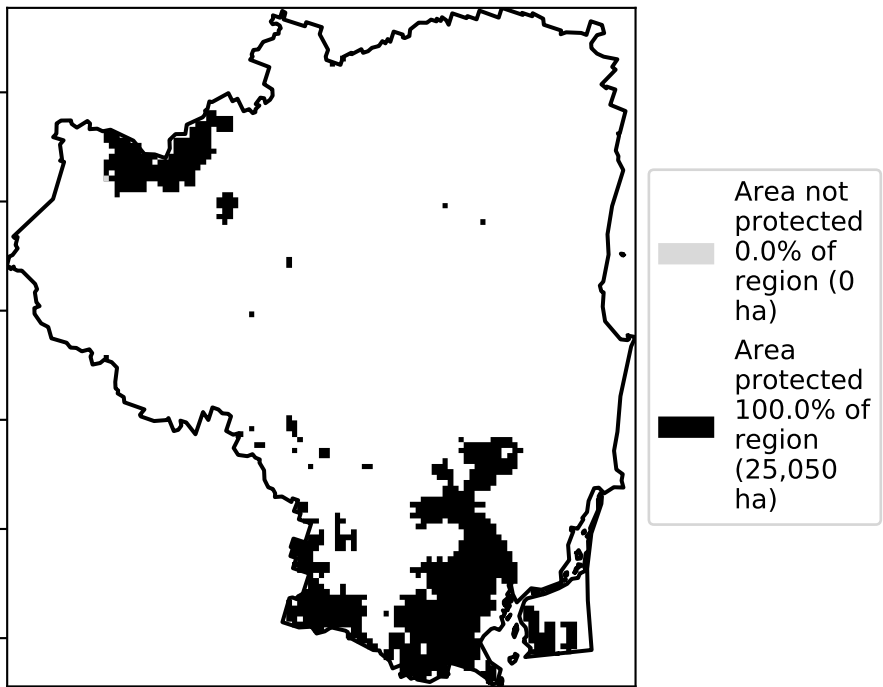 Area not
protected
0.0% of
region (0
ha)
Area
protected
100.0% of
region
(25,050
ha)